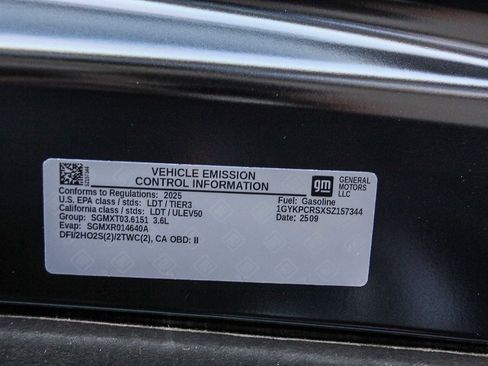 VEHICLE EMISSION
CONTROL INFORMATION
gm
GENERAL
MOTORS
LLC
Conforms to Regulations: 2025
U.S. EPA class / stds: LDT / TIER3
California class / stds: LDT / ULEV50
Group: SGMXT03.6151 3.6L
Evap: SGMXR014640A
DFI/2HO2S(2)/2TWC(2), CA OBD: II
Fuel: Gasoline
1GYKPCRSXSZ157344
Date: 2509
SZ157344